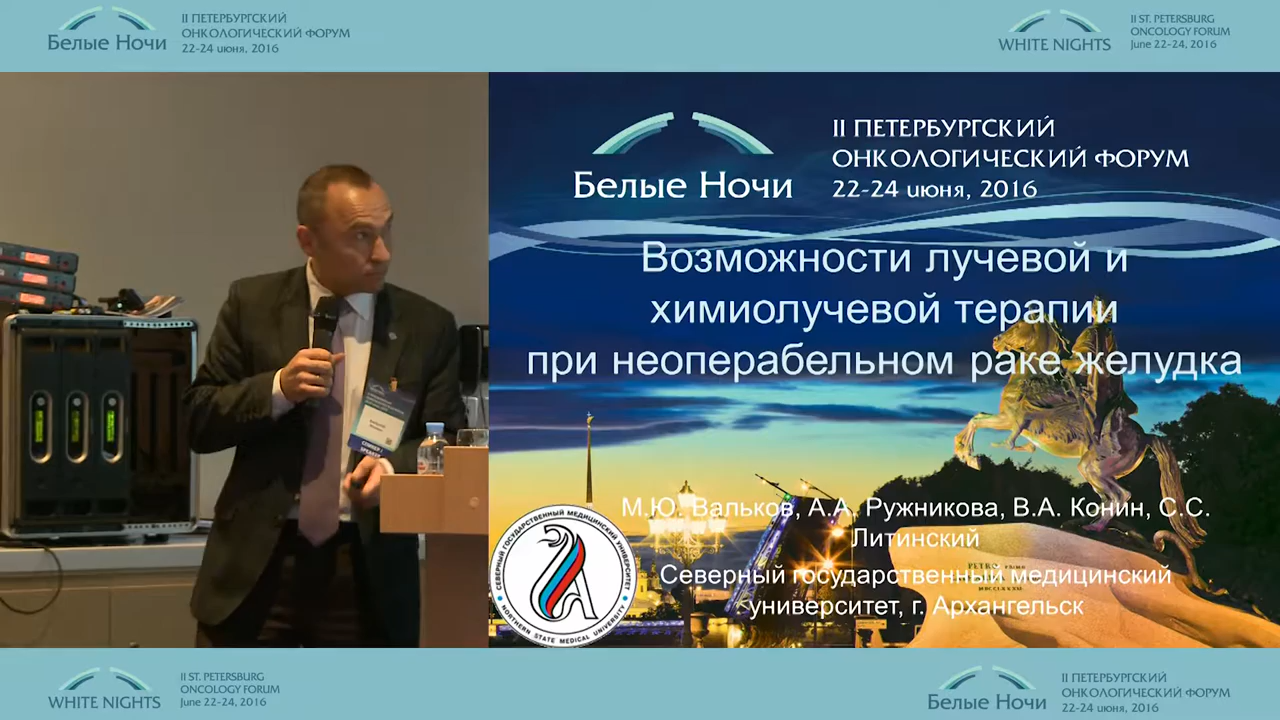 Белые Ночи
II ПЕТЕРБУРГСКИЙ
ОНКОЛОГИЧЕСКИЙ ФОРУМ
22-24 июня, 2016
WHITE NIGHTS
II ST. PETERSBURG
ONCOLOGY FORUM
June 22-24, 2016
Белые Ночи
II ПЕТЕРБУРГСКИЙ
ОНКОЛОГИЧЕСКИЙ ФОРУМ
22-24 июня, 2016
Возможности лучевой и
химиолучевой терапии
при неоперабельном раке желудка
М.Ю. Вальков, А.А. Ружникова, В.А. Конин, С.С.
Литинский
Северный государственный медицинский
университет, г. Архангельск
СЕВЕРНЫЙ ГОСУДАРСТВЕННЫЙ МЕДИЦИНСКИЙ УНИВЕРСИТЕТ
NORTHERN STATE MEDICAL UNIVERSITY
PETRO
SPEAKER
WHITE NIGHTS
II ST. PETERSBURG
ONCOLOGY FORUM
June 22-24, 2016
Белые Ночи
II ПЕТЕРБУРГСКИЙ
ОНКОЛОГИЧЕСКИЙ ФОРУМ
22-24 июня, 2016